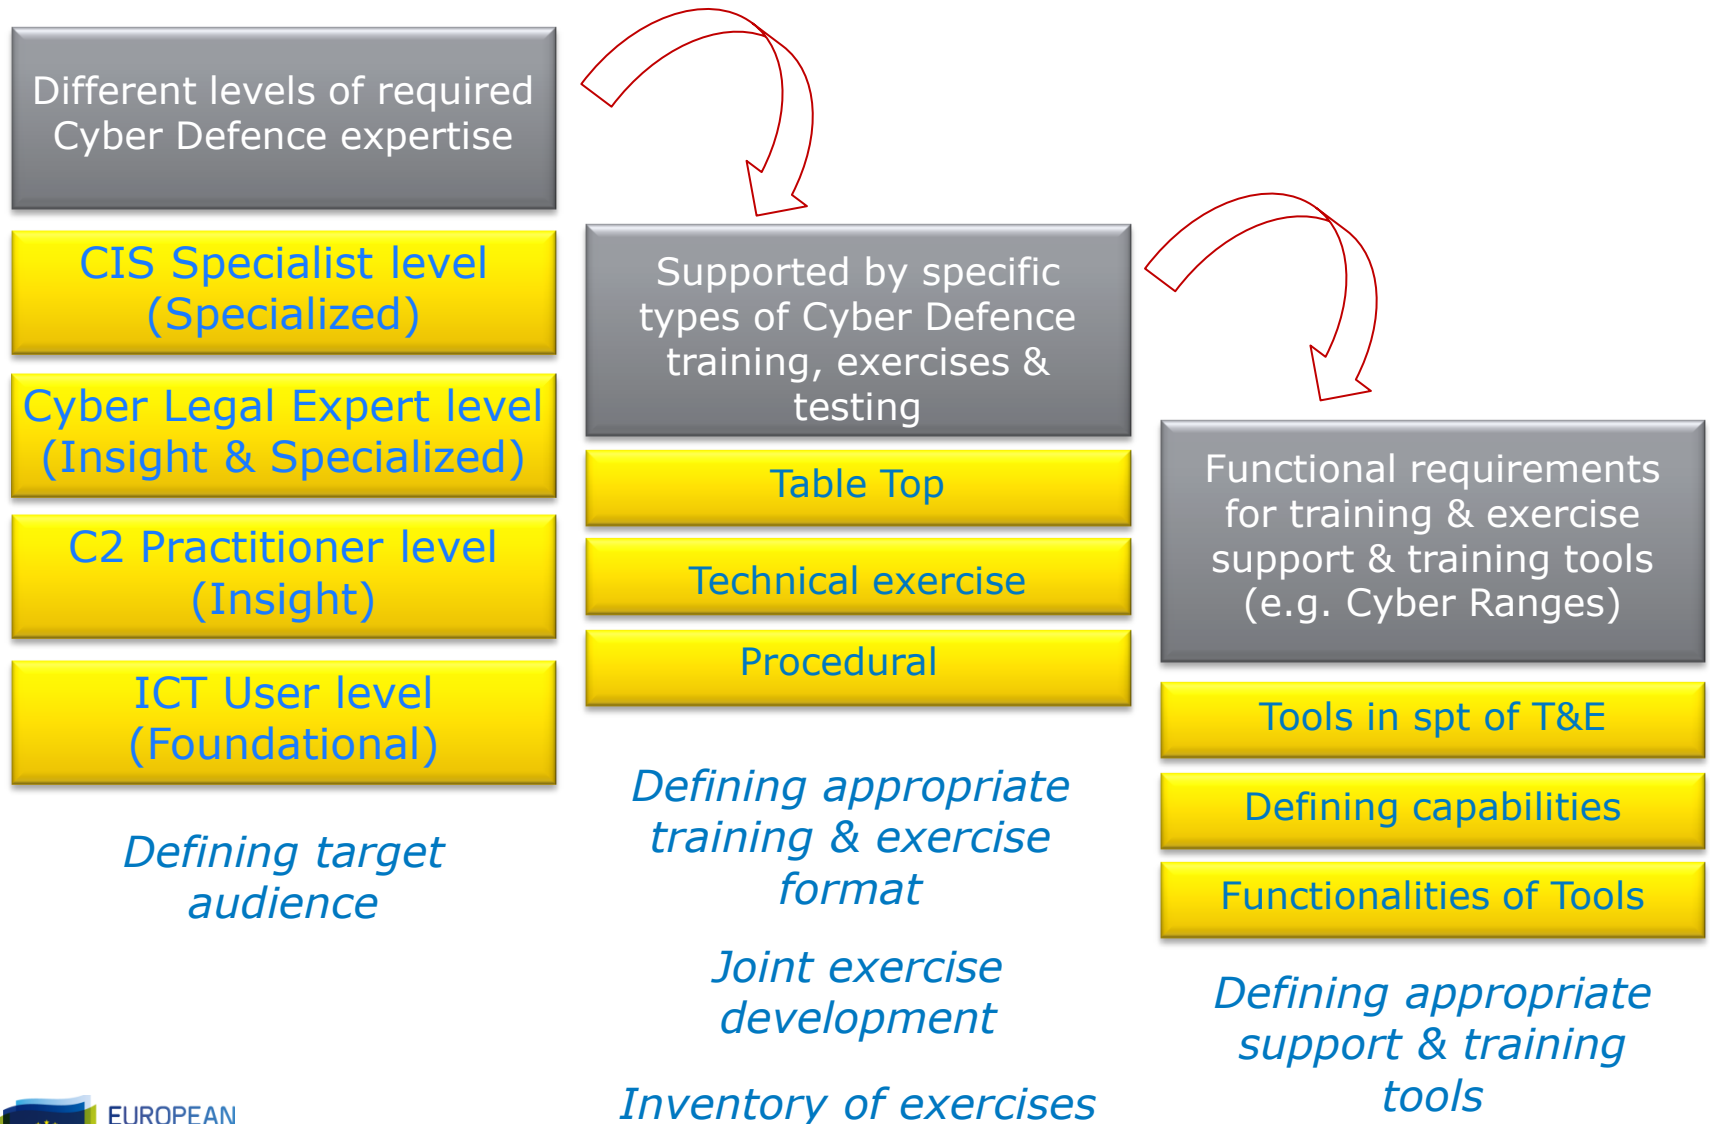 Different levels of required
Cyber Defence expertise
CIS Specialist level
(Specialized)
Cyber Legal Expert level
(Insight & Specialized)
C2 Practitioner level
(Insight)
ICT User level
(Foundational)
Defining target
audience
Supported by specific
types of Cyber Defence
training, exercises &
testing
Table Top
Technical exercise
Procedural
Defining appropriate
training & exercise
format
Joint exercise
development
Inventory of exercises
Functional requirements
for training & exercise
support & training tools
(e.g. Cyber Ranges)
Tools in spt of T&E
Defining capabilities
Functionalities of Tools
Defining appropriate
support & training
tools
EUROPEAN